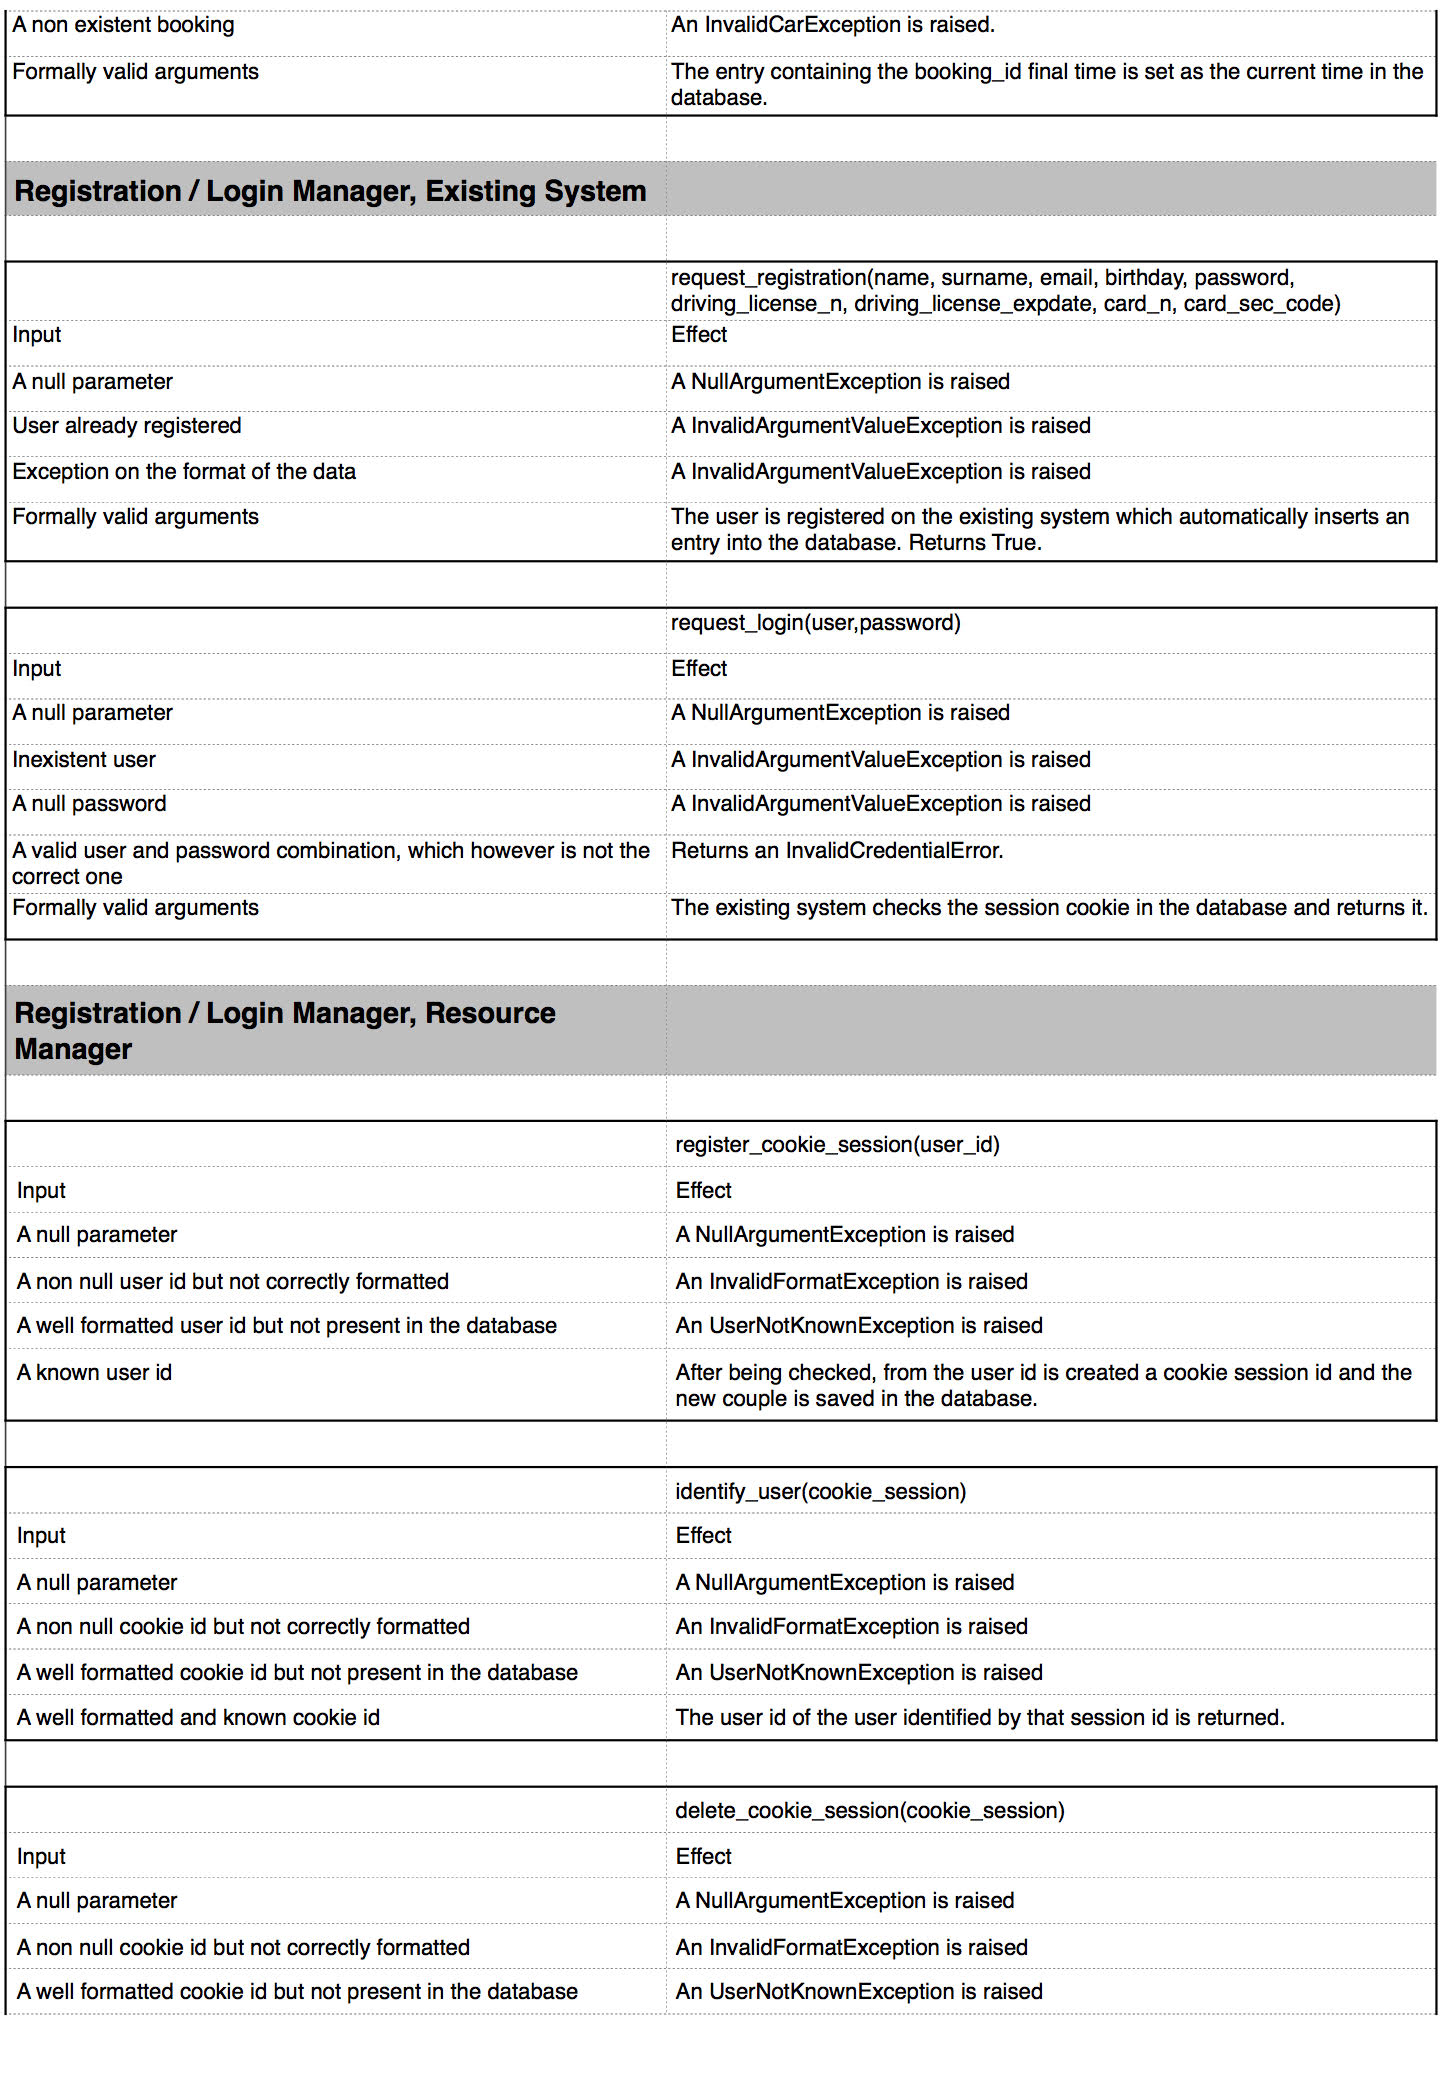 A non existent booking
An InvalidCarException is raised.
Formally valid arguments
The entry containing the booking_id final time is set as the current time in the
database.
Registration / Login Manager, Existing System
request_registration(name, surname, email, birthday, password,
driving_license_n, driving_license_expdate, card_n, card_sec_code)
Input
Effect
A null parameter
A NullArgumentException is raised
User already registered
A InvalidArgumentValueException is raised
Exception on the format of the data
A InvalidArgumentValueException is raised
Formally valid arguments
The user is registered on the existing system which automatically inserts an
entry into the database. Returns True.
request_login(user,password)
Input
Effect
A null parameter
A NullArgumentException is raised
Inexistent user
A InvalidArgumentValueException is raised
A null password
A InvalidArgumentValueException is raised
A valid user and password combination, which however is not the
correct one
Returns an InvalidCredentialError.
Formally valid arguments
The existing system checks the session cookie in the database and returns it.
Registration / Login Manager, Resource
Manager
register_cookie_session(user_id)
Input
Effect
A null parameter
A NullArgumentException is raised
A non null user id but not correctly formatted
An InvalidFormatException is raised
A well formatted user id but not present in the database
An UserNotKnownException is raised
A known user id
After being checked, from the user id is created a cookie session id and the
new couple is saved in the database.
identify_user(cookie_session)
Input
Effect
A null parameter
A NullArgumentException is raised
A non null cookie id but not correctly formatted
An InvalidFormatException is raised
A well formatted cookie id but not present in the database
An UserNotKnownException is raised
A well formatted and known cookie id
The user id of the user identified by that session id is returned.
delete_cookie_session(cookie_session)
Input
Effect
A null parameter
A NullArgumentException is raised
A non null cookie id but not correctly formatted
An InvalidFormatException is raised
A well formatted cookie id but not present in the database
An UserNotKnownException is raised